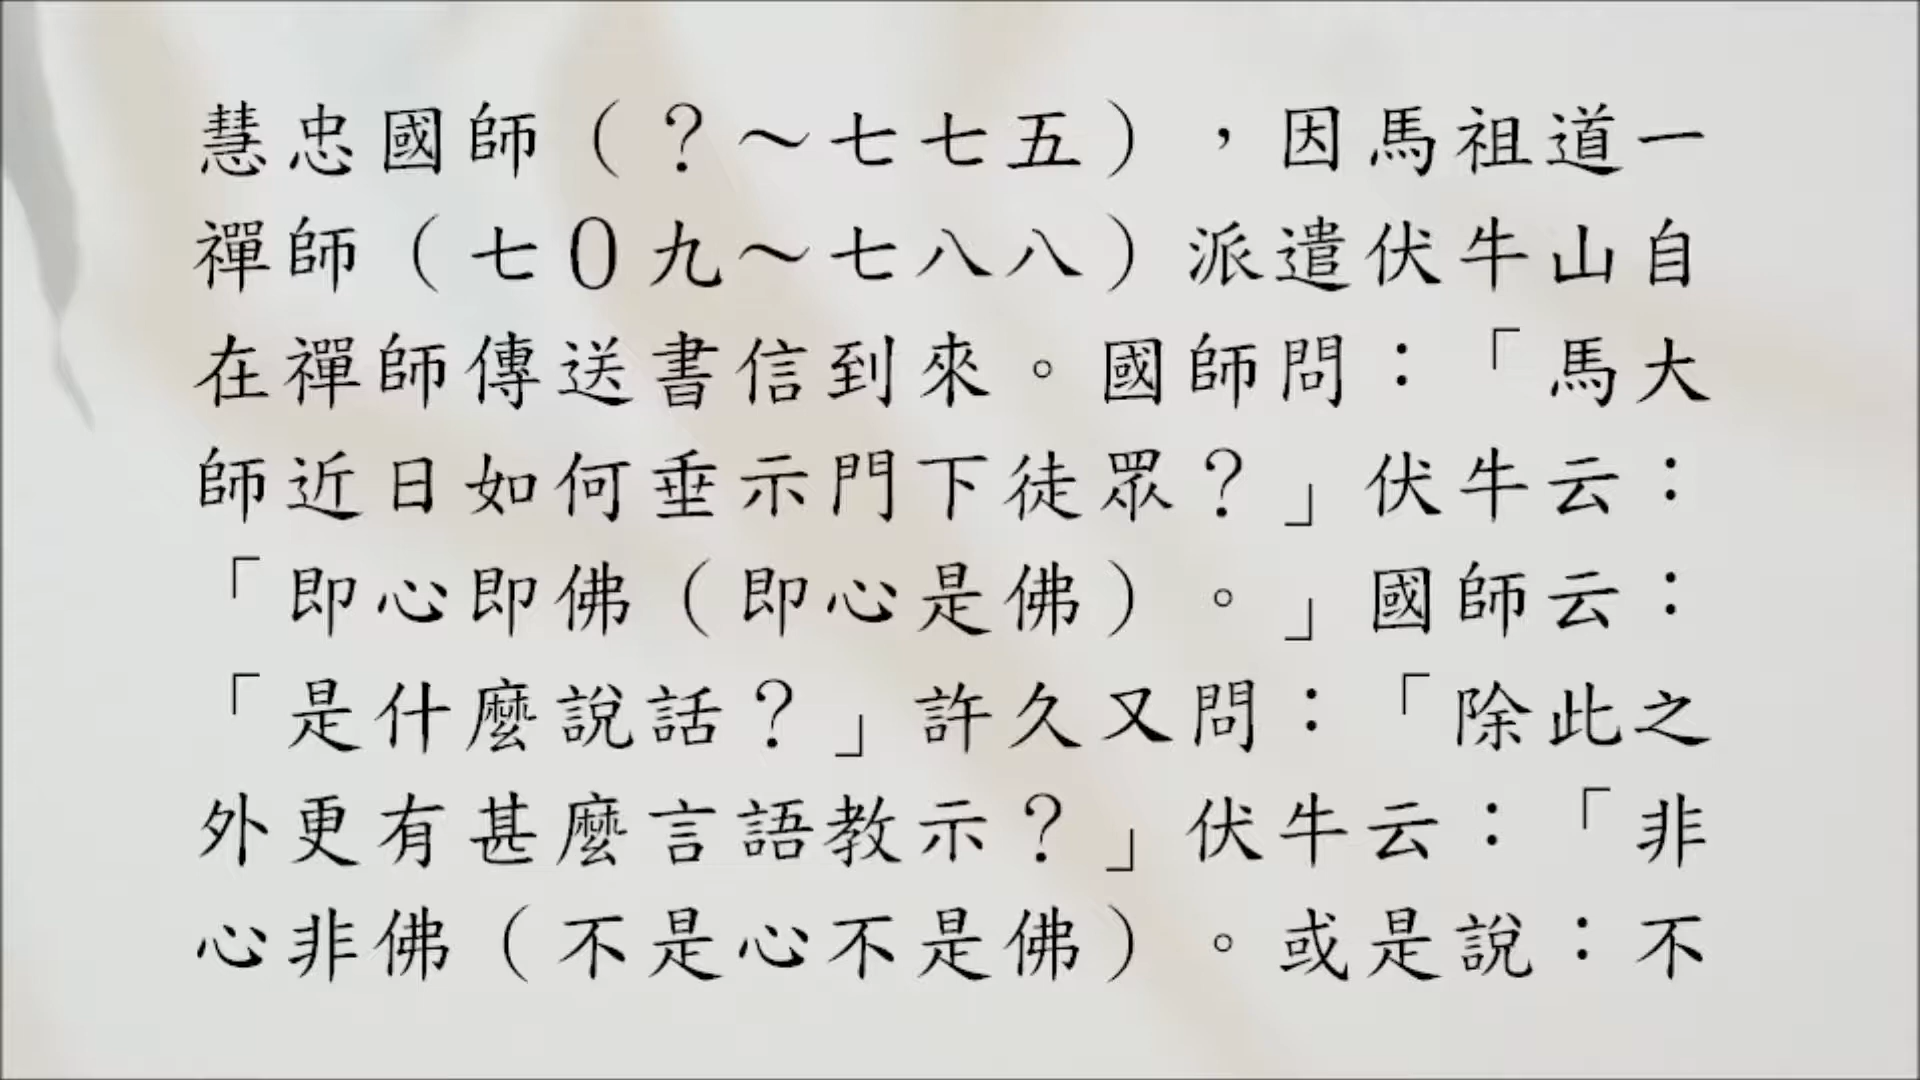 慧忠國師（？～七七五），因馬祖道一
禪師（七０九～七八八）派遣伏牛山自
在禪師傳送書信到來。國師問：「馬大
師近日如何垂示門下徒眾？」伏牛云：
「即心即佛（即心是佛）。」國師云：
「是什麼說話？」許久又問：「除此之
外更有甚麼言語教示？」伏牛云：「非
心非佛（不是心不是佛）。或是說：不